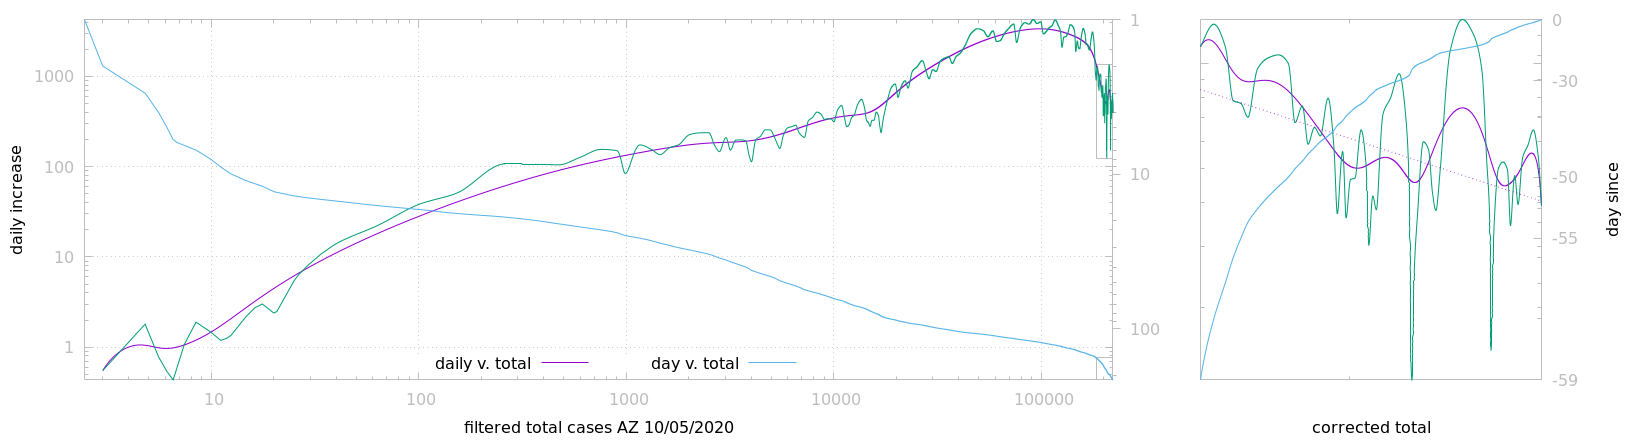 daily increase
1000
100
10
1
daily v. total
day v. total
10
100
1000
10000
100000
filtered total cases AZ 10/05/2020
1
10
100
0
-30
-50
-55
-59
day since
corrected total